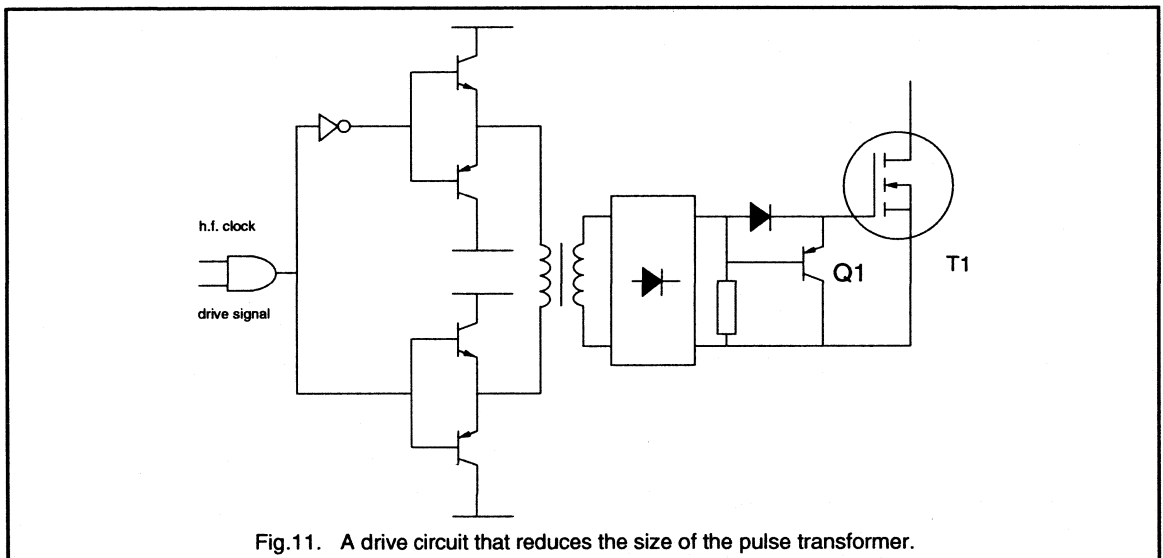 h.f. clock
drive signal
Q1
T1
Fig.11. A drive circuit that reduces the size of the pulse transformer.